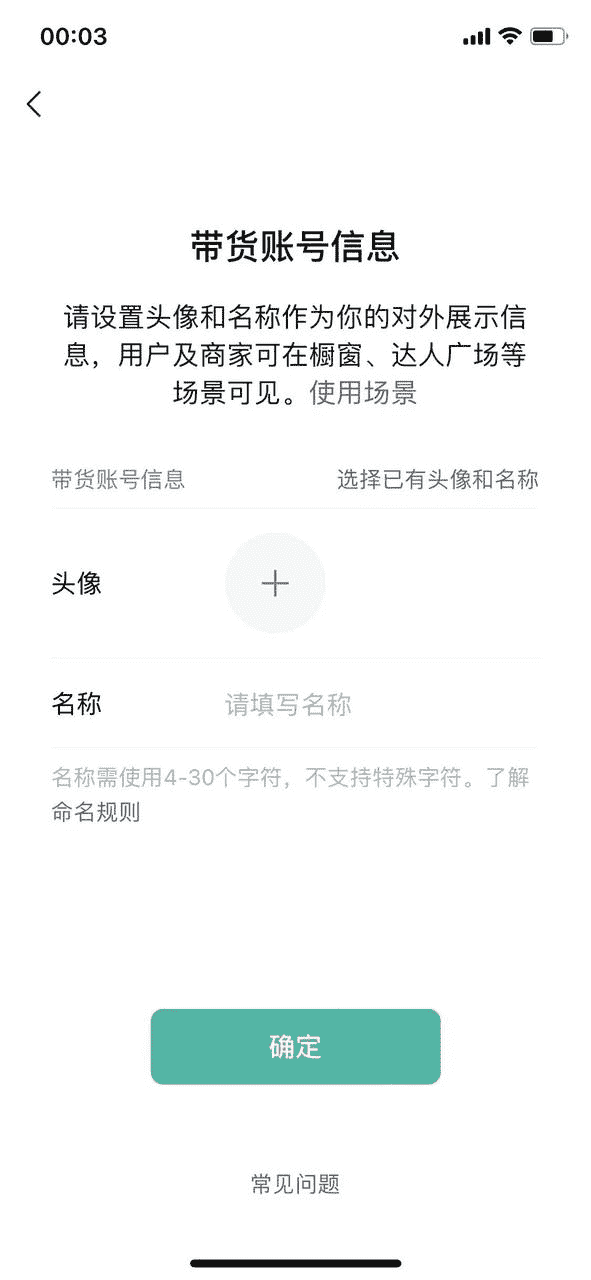 00:03
带货账号信息
请设置头像和名称作为你的对外展示信
息，用户及商家可在橱窗、达人广场等
场景可见。使用场景
带货账号信息 选择已有头像和名称
头像
名称 请填写名称
名称需使用4-30个字符，不支持特殊字符。了解
命名规则
确定
常见问题